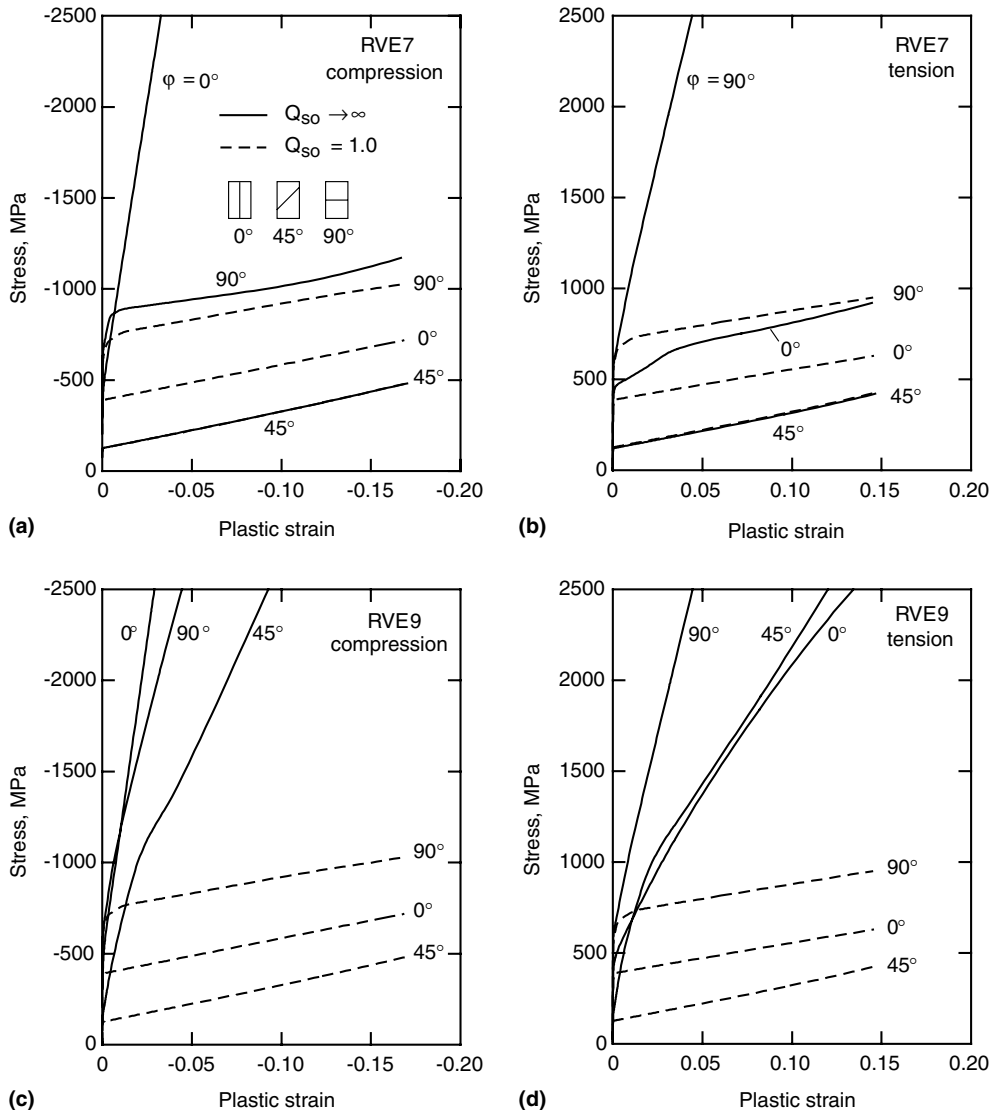 -2500
-2000
-1500
-1000
-500
0
Stress, MPa
RVE7
compression
φ = 0°
Qso → ∞
Qso = 1.0
0° 45° 90°
90°
90°
0°
45°
45°
0 -0.05 -0.10 -0.15 -0.20
(a) Plastic strain
2500
2000
1500
1000
500
0
Stress, MPa
RVE7
tension
φ = 90°
90°
0°
0°
45°
45°
0 0.05 0.10 0.15 0.20
(b) Plastic strain
-2500
-2000
-1500
-1000
-500
0
Stress, MPa
RVE9
compression
0° 90° 45°
90°
0°
45°
0 -0.05 -0.10 -0.15 -0.20
(c) Plastic strain
2500
2000
1500
1000
500
0
Stress, MPa
RVE9
tension
90° 45° 0°
90°
0°
45°
0 0.05 0.10 0.15 0.20
(d) Plastic strain